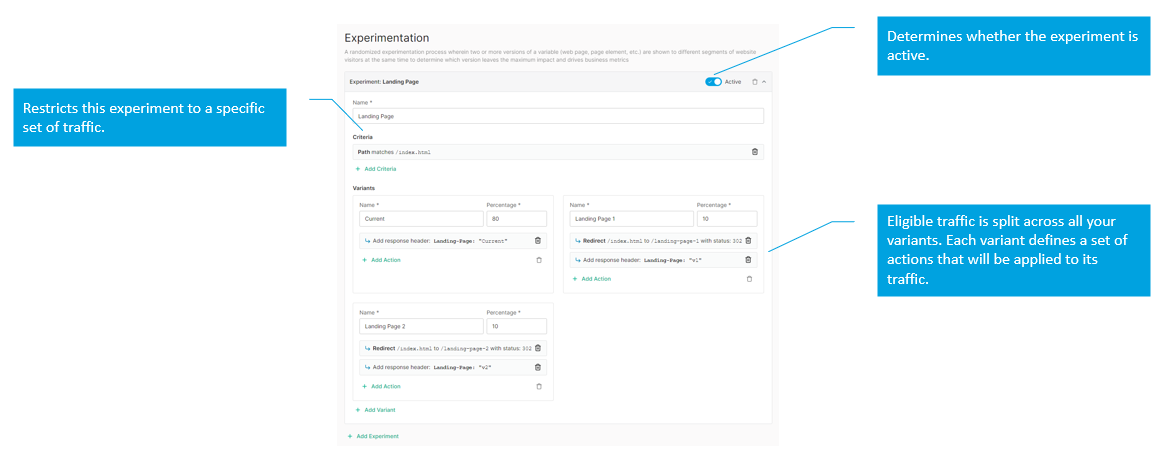 Experimentation
A randomized experimentation process wherein two or more versions of a variable (web page, page element, etc.) are shown to different segments of website
visitors at the same time to determine which version leaves the maximum impact and drives business metrics
Experiment: Landing Page
Active
Name *
Landing Page
Criteria
Path matches /index.html
+ Add Criteria
Variants
Name *
Percentage *
Current
80
Add response header: Landing-Page: "Current"
+ Add Action
Name *
Percentage *
Landing Page 1
10
Redirect /index.html to /landing-page-1 with status: 302
Add response header: Landing-Page: "v1"
+ Add Action
Name *
Percentage *
Landing Page 2
10
Redirect /index.html to /landing-page-2 with status: 302
Add response header: Landing-Page: "v2"
+ Add Action
+ Add Variant
+ Add Experiment
Restricts this experiment to a specific
set of traffic.
Determines whether the experiment is
active.
Eligible traffic is split across all your
variants. Each variant defines a set of
actions that will be applied to its
traffic.